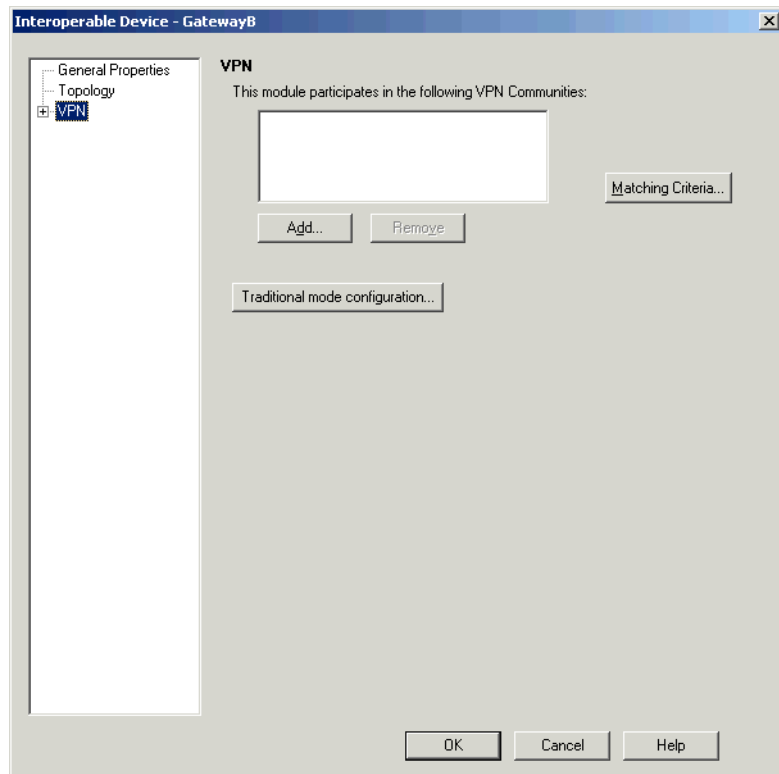 Interoperable Device - GatewayB
General Properties
Topology
VPN
VPN
This module participates in the following VPN Communities:
Matching Criteria...
Add...
Remove
Traditional mode configuration...
OK
Cancel
Help